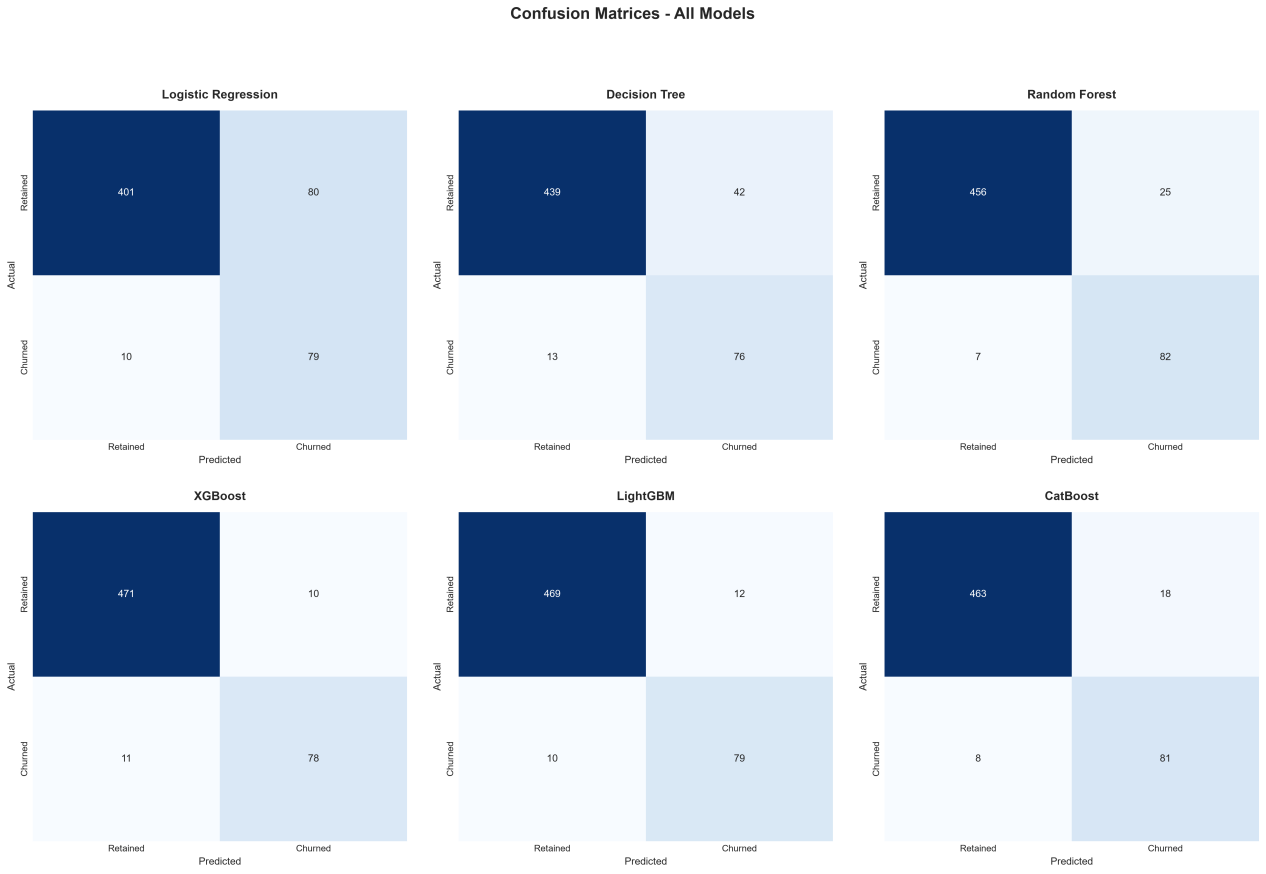 Confusion Matrices - All Models
Logistic Regression
Actual
Retained
Churned
401
80
10
79
Retained
Churned
Predicted
Decision Tree
Actual
Retained
Churned
439
42
13
76
Retained
Churned
Predicted
Random Forest
Actual
Retained
Churned
456
25
7
82
Retained
Churned
Predicted
XGBoost
Actual
Retained
Churned
471
10
11
78
Retained
Churned
Predicted
LightGBM
Actual
Retained
Churned
469
12
10
79
Retained
Churned
Predicted
CatBoost
Actual
Retained
Churned
463
18
8
81
Retained
Churned
Predicted